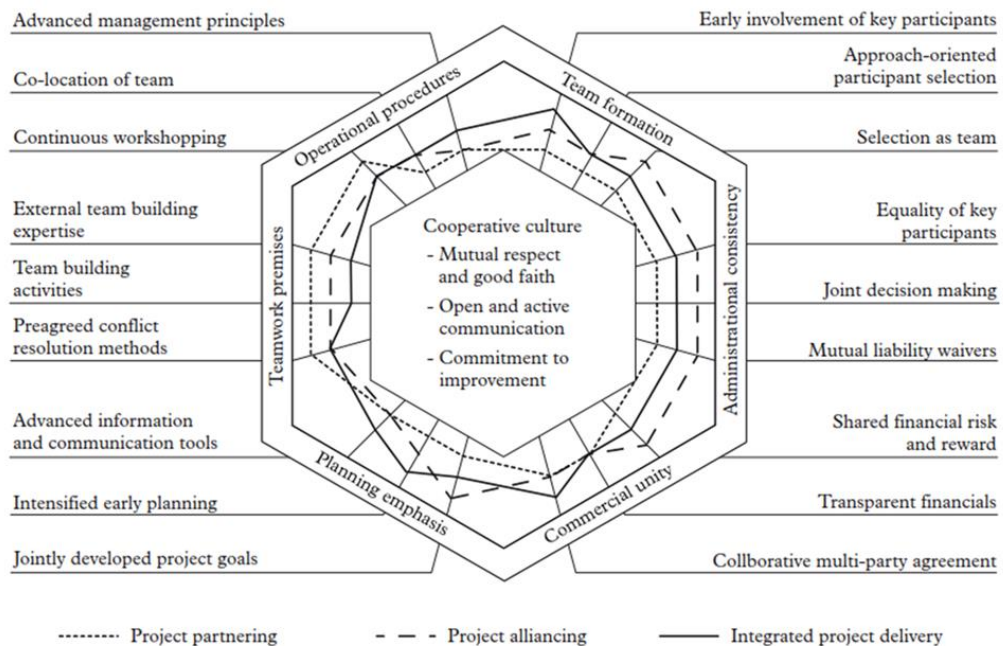 Advanced management principles
Co-location of team
Continuous workshopping
External team building
expertise
Team building
activities
Preagreed conflict
resolution methods
Advanced information
and communication tools
Intensified early planning
Jointly developed project goals
Operational procedures
Team formation
Teamwork premises
Administrational consistency
Planning emphasis
Commercial unity
Cooperative culture
- Mutual respect
and good faith
- Open and active
communication
- Commitment to
improvement
Early involvement of key participants
Approach-oriented
participant selection
Selection as team
Equality of key
participants
Joint decision making
Mutual liability waivers
Shared financial risk
and reward
Transparent financials
Collborative multi-party agreement
Project partnering
Project alliancing
Integrated project delivery